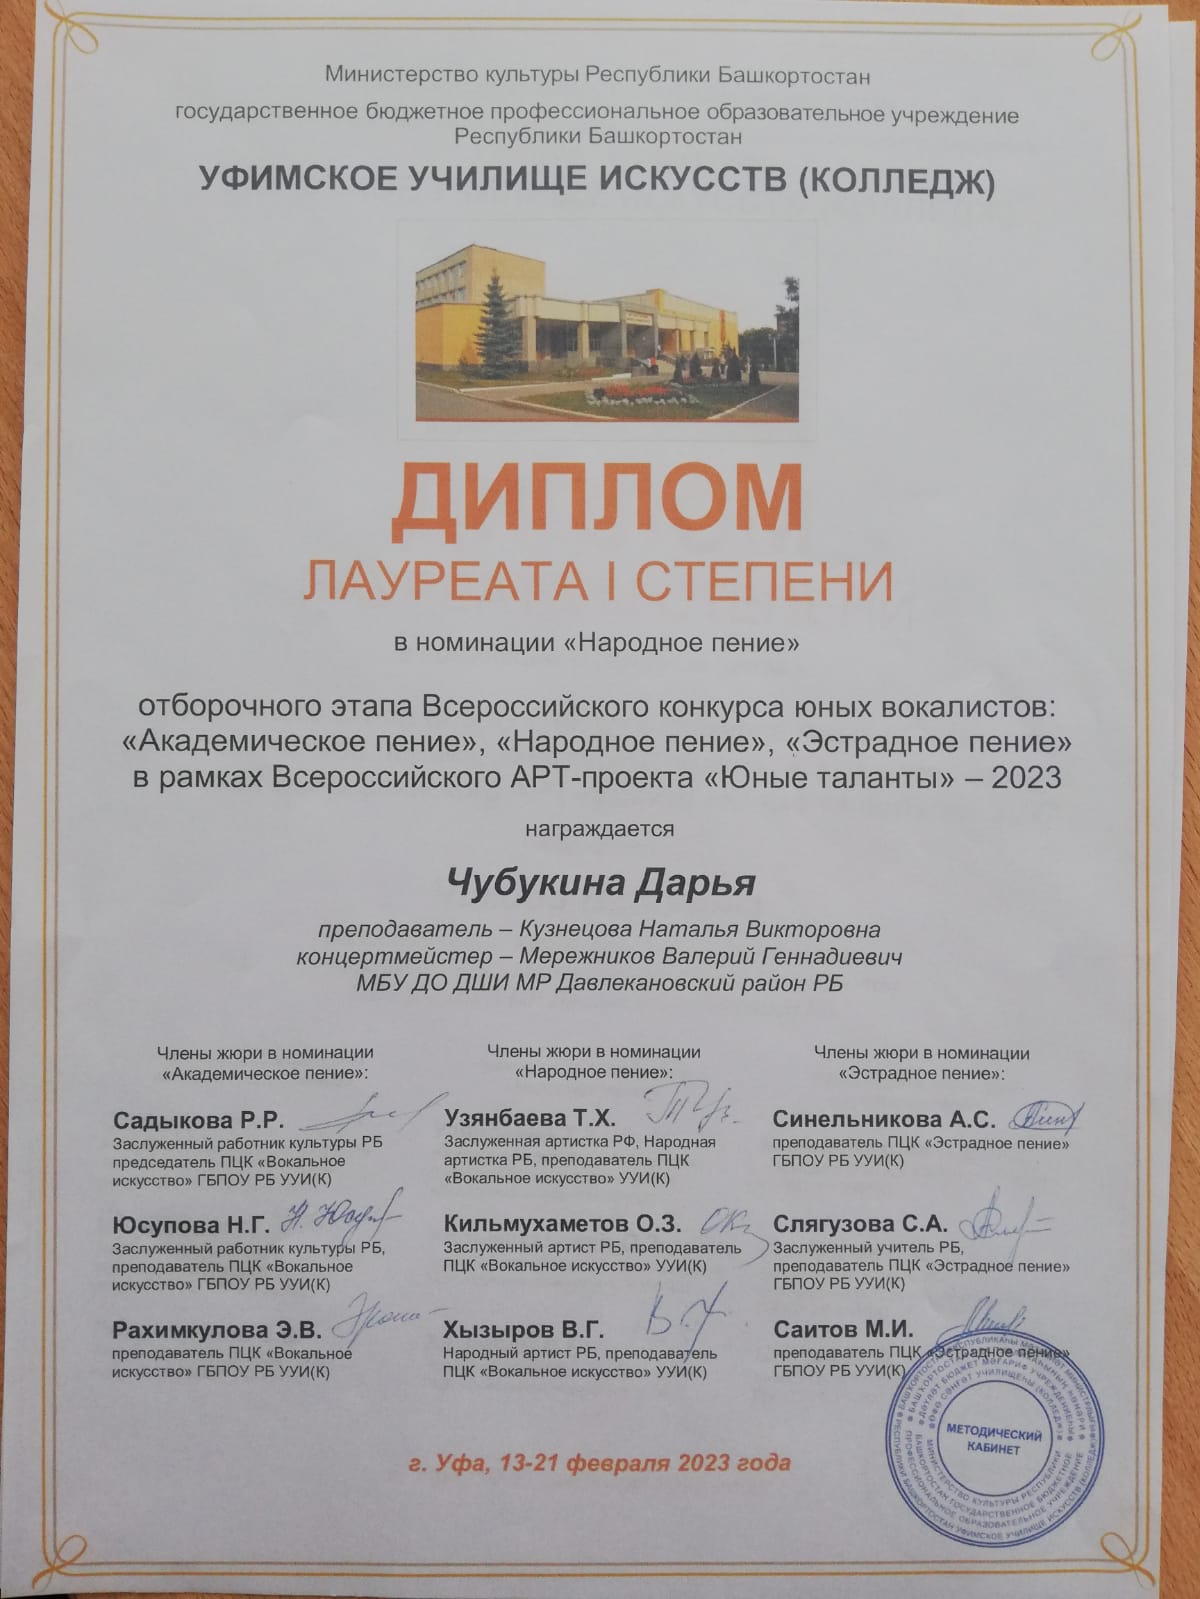 Министерство культуры Республики Башкортостан
государственное бюджетное профессиональное образовательное учреждение
Республики Башкортостан
УФИМСКОЕ УЧИЛИЩЕ ИСКУССТВ (КОЛЛЕДЖ)
ДИПЛОМ
ЛАУРЕАТА I СТЕПЕНИ
в номинации «Народное пение»
отборочного этапа Всероссийского конкурса юных вокалистов:
«Академическое пение», «Народное пение», «Эстрадное пение»
в рамках Всероссийского АРТ-проекта «Юные таланты» – 2023
награждается
Чубукина Дарья
преподаватель – Кузнецова Наталья Викторовна
концертмейстер – Мережников Валерий Геннадиевич
МБУ ДО ДШИ МР Давлекановский район РБ
Члены жюри в номинации
«Академическое пение»:
Садыкова Р.Р.
Заслуженный работник культуры РБ
председатель ПЦК «Вокальное
искусство» ГБПОУ РБ УУИ(К)
Юсупова Н.Г.
Заслуженный работник культуры РБ,
преподаватель ПЦК «Вокальное
искусство» ГБПОУ РБ УУИ(К)
Рахимкулова Э.В.
преподаватель ПЦК «Вокальное
искусство» ГБПОУ РБ УУИ(К)
Члены жюри в номинации
«Народное пение»:
Узянбаева Т.Х.
Заслуженная артистка РФ, Народная
артистка РБ, преподаватель ПЦК
«Вокальное искусство» УУИ(К)
Кильмухаметов О.З.
Заслуженный артист РБ, преподаватель
ПЦК «Вокальное искусство» УУИ(К)
Хызыров В.Г.
Народный артист РБ, преподаватель
ПЦК «Вокальное искусство» УУИ(К)
Члены жюри в номинации
«Эстрадное пение»:
Синельникова А.С.
преподаватель ПЦК «Эстрадное пение»
ГБПОУ РБ УУИ(К)
Слягузова С.А.
Заслуженный учитель РБ,
преподаватель ПЦК «Эстрадное пение»
ГБПОУ РБ УУИ(К)
Саитов М.И.
преподаватель ПЦК «Эстрадное пение»
ГБПОУ РБ УУИ(К)
МЕТОДИЧЕСКИЙ
КАБИНЕТ
г. Уфа, 13-21 февраля 2023 года